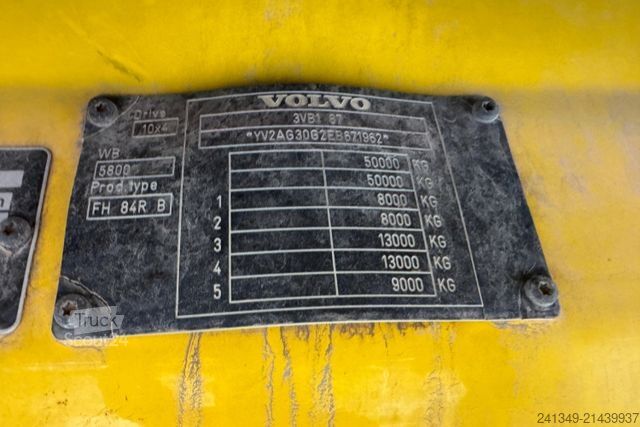 VOLVO
Drive
10x4
3VB1 67
*YV2AG30G2EB671962*
WB
5800
Prod.type
FH 84R B
50000 KG
50000 KG
1 8000 KG
2 8000 KG
3 13000 KG
4 13000 KG
5 9000 KG
Truck
Scout24
241349-21439937